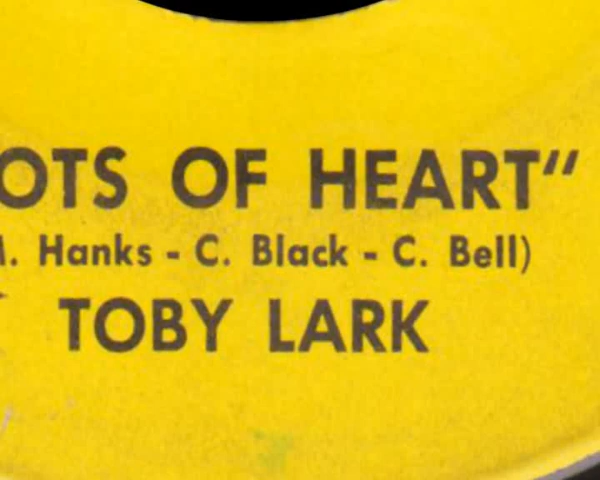 OTS OF HEART"
. Hanks - C. Black - C. Bell)
TOBY LARK